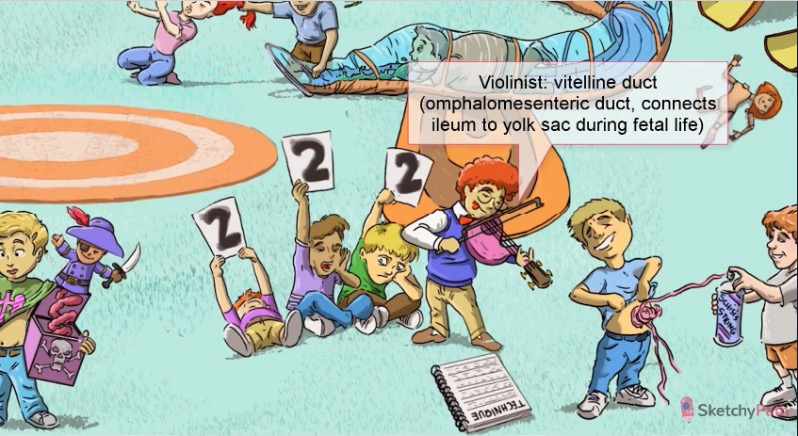 Violinist: vitelline duct
(omphalomesenteric duct, connects
ileum to yolk sac during fetal life)
2
2
2
SQUIGGLY
STRING
TECHNIQUE
SketchyPath